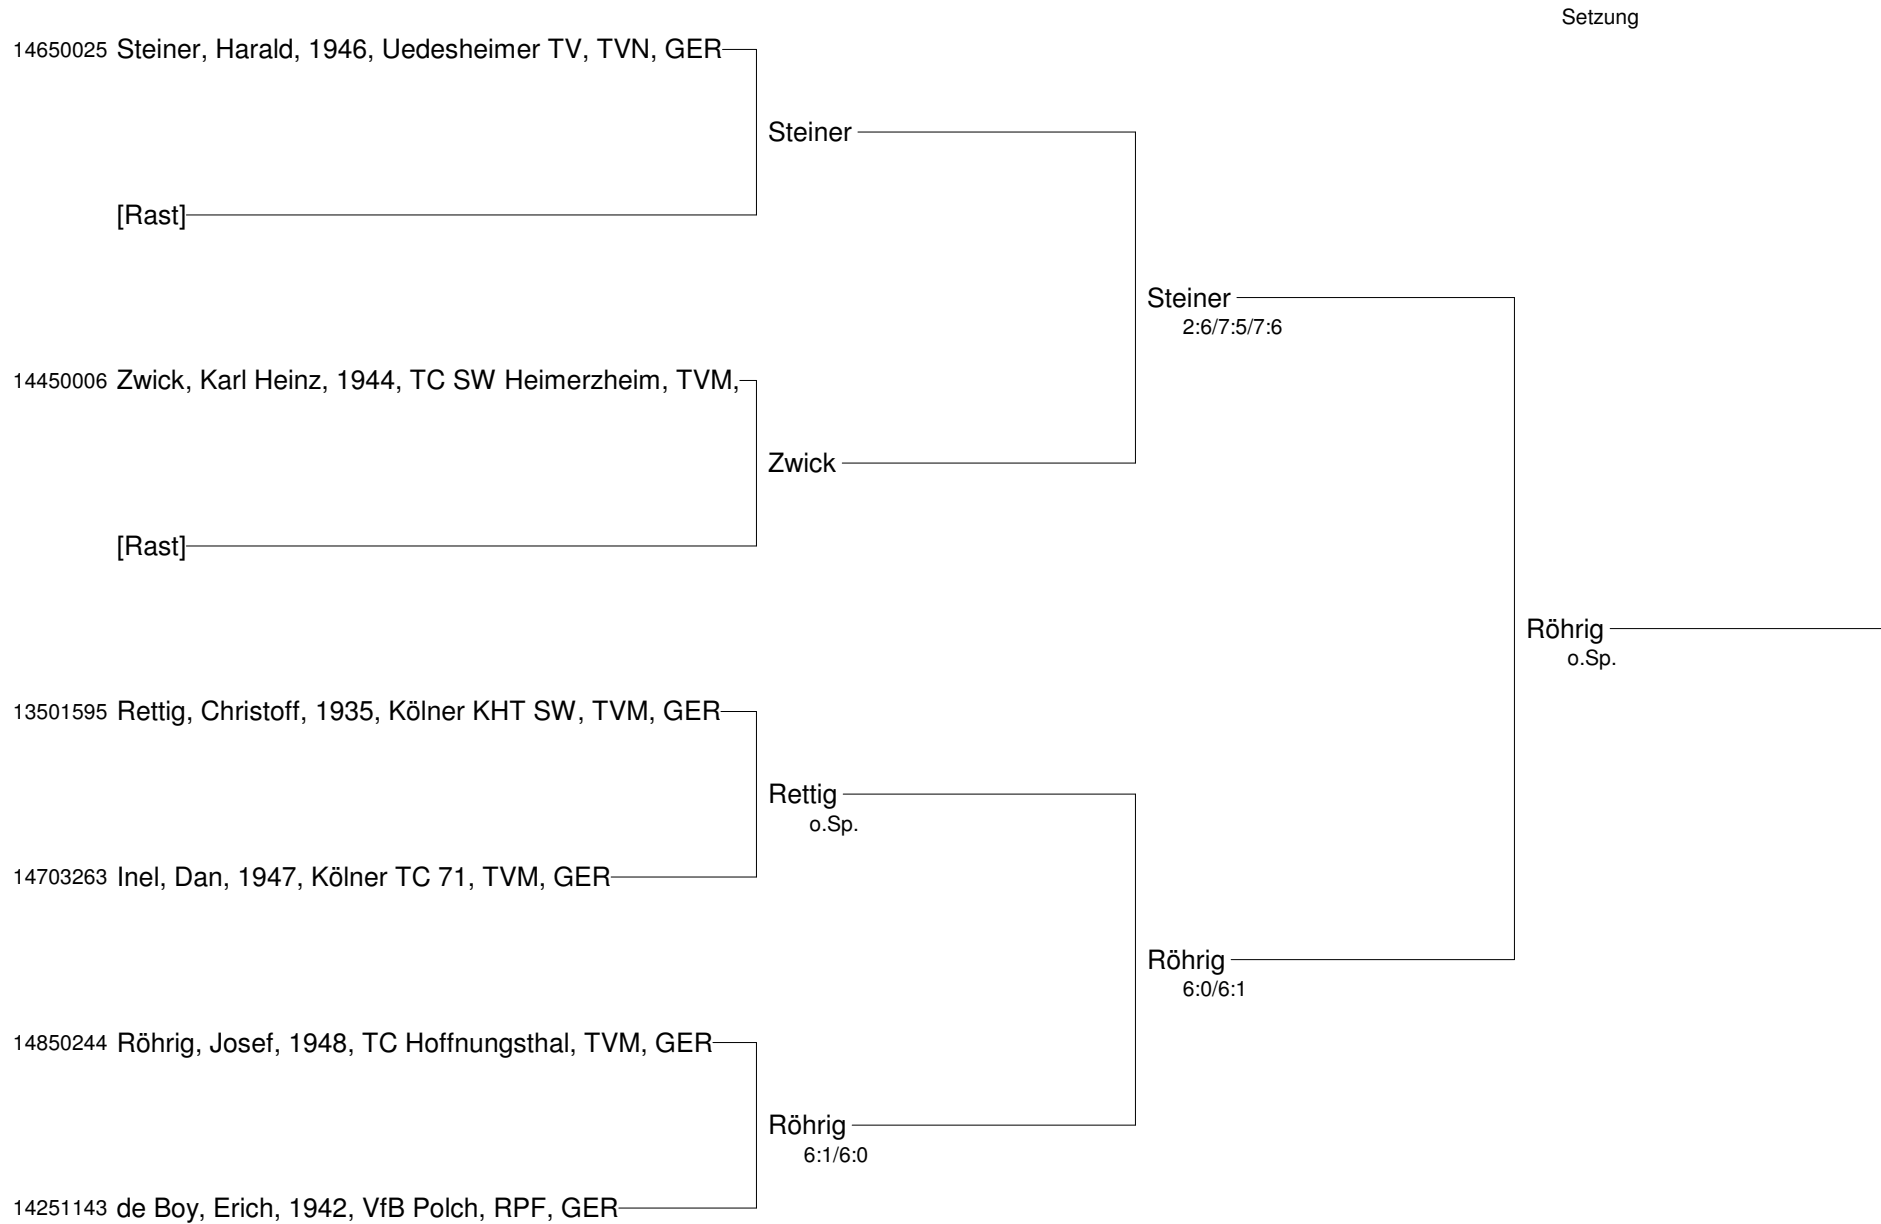 Setzung
14650025 Steiner, Harald, 1946, Uedesheimer TV, TVN, GER
Steiner
[Rast]
Steiner
2:6/7:5/7:6
14450006 Zwick, Karl Heinz, 1944, TC SW Heimerzheim, TVM,
Zwick
[Rast]
Röhrig
o.Sp.
13501595 Rettig, Christoff, 1935, Kölner KHT SW, TVM, GER
Rettig
o.Sp.
14703263 Inel, Dan, 1947, Kölner TC 71, TVM, GER
Röhrig
6:0/6:1
14850244 Röhrig, Josef, 1948, TC Hoffnungsthal, TVM, GER
Röhrig
6:1/6:0
14251143 de Boy, Erich, 1942, VfB Polch, RPF, GER